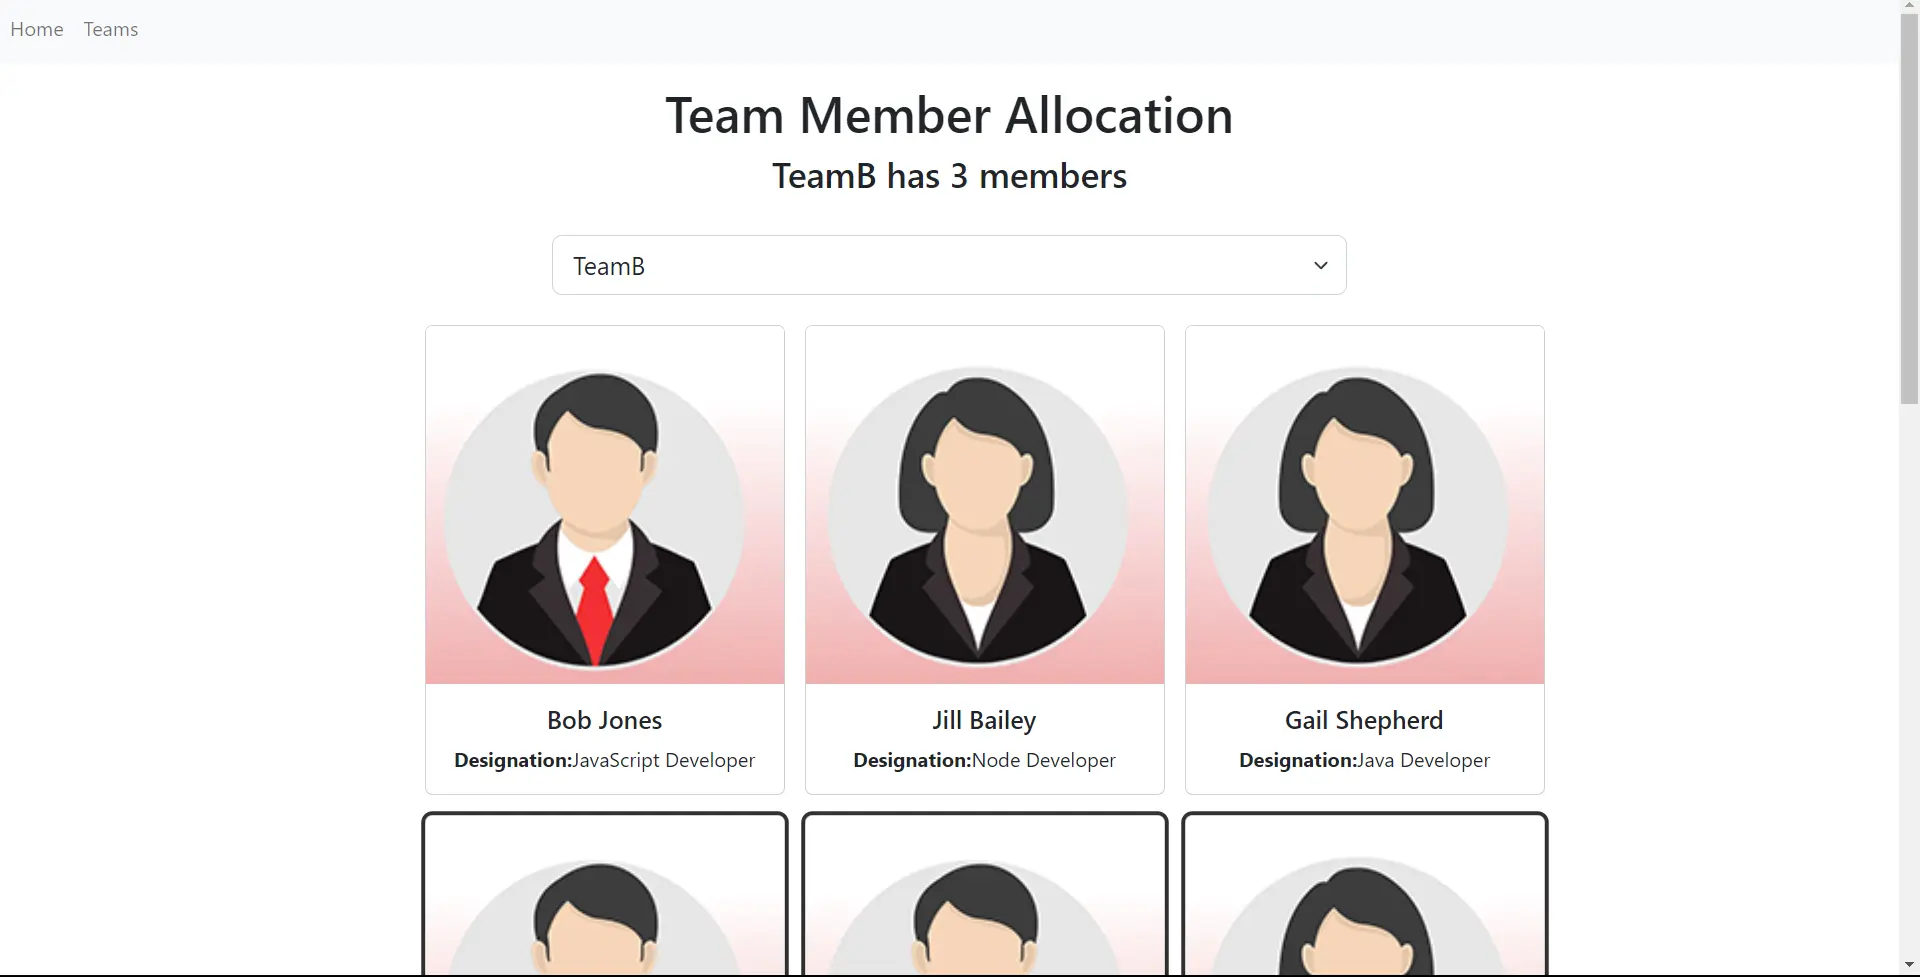 Home Teams
Team Member Allocation
TeamB has 3 members
TeamB
Bob Jones
Designation:JavaScript Developer
Jill Bailey
Designation:Node Developer
Gail Shepherd
Designation:Java Developer